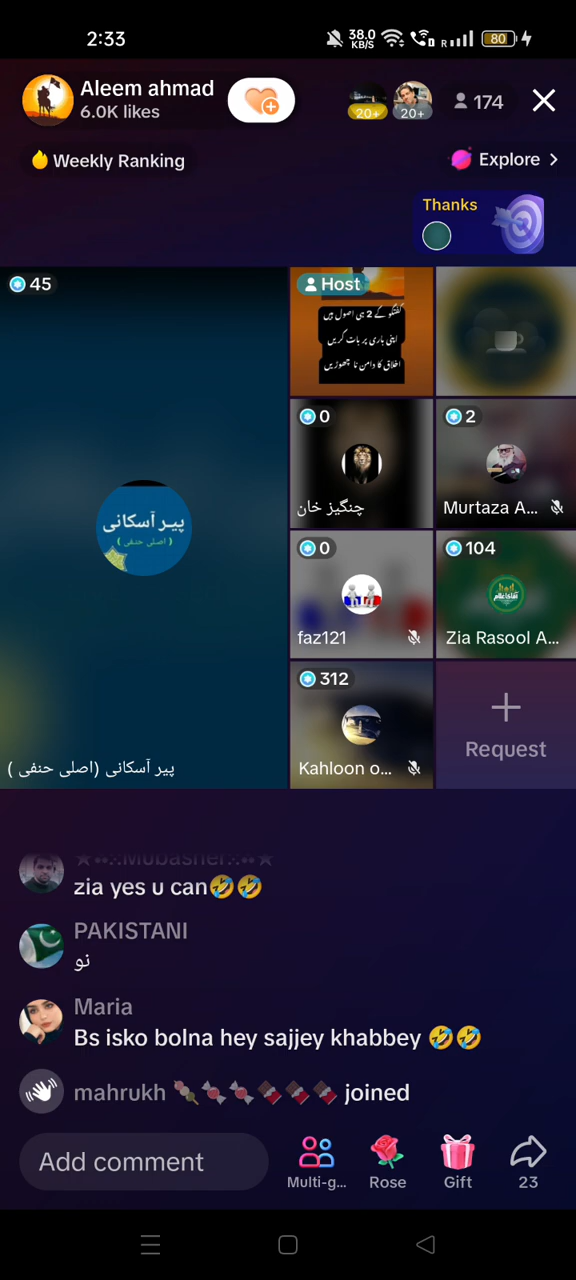 2:33
38.0
KB/S
R
80
Aleem ahmad
6.0K likes
20+
20+
174
Weekly Ranking
Explore
Thanks
45
Host
گفتگو کے 2 ہی اصول ہیں
اپنی باری پر بات کریں
اخلاق کا دامن نا چھوڑیں
0
چنگیز خان
2
Murtaza A...
پیر آسکانی
( اصلی حنفی )
0
faz121
104
Zia Rasool A...
312
Kahloon o...
Request
پیر آسکانی (اصلی حنفی )
★••Mubasher••★
zia yes u can🤣🤣
PAKISTANI
نو
Maria
Bs isko bolna hey sajjey khabbey 🤣🤣
mahrukh 🍡🍬🍬🍫🍫🍫 joined
Add comment
Multi-g...
Rose
Gift
23